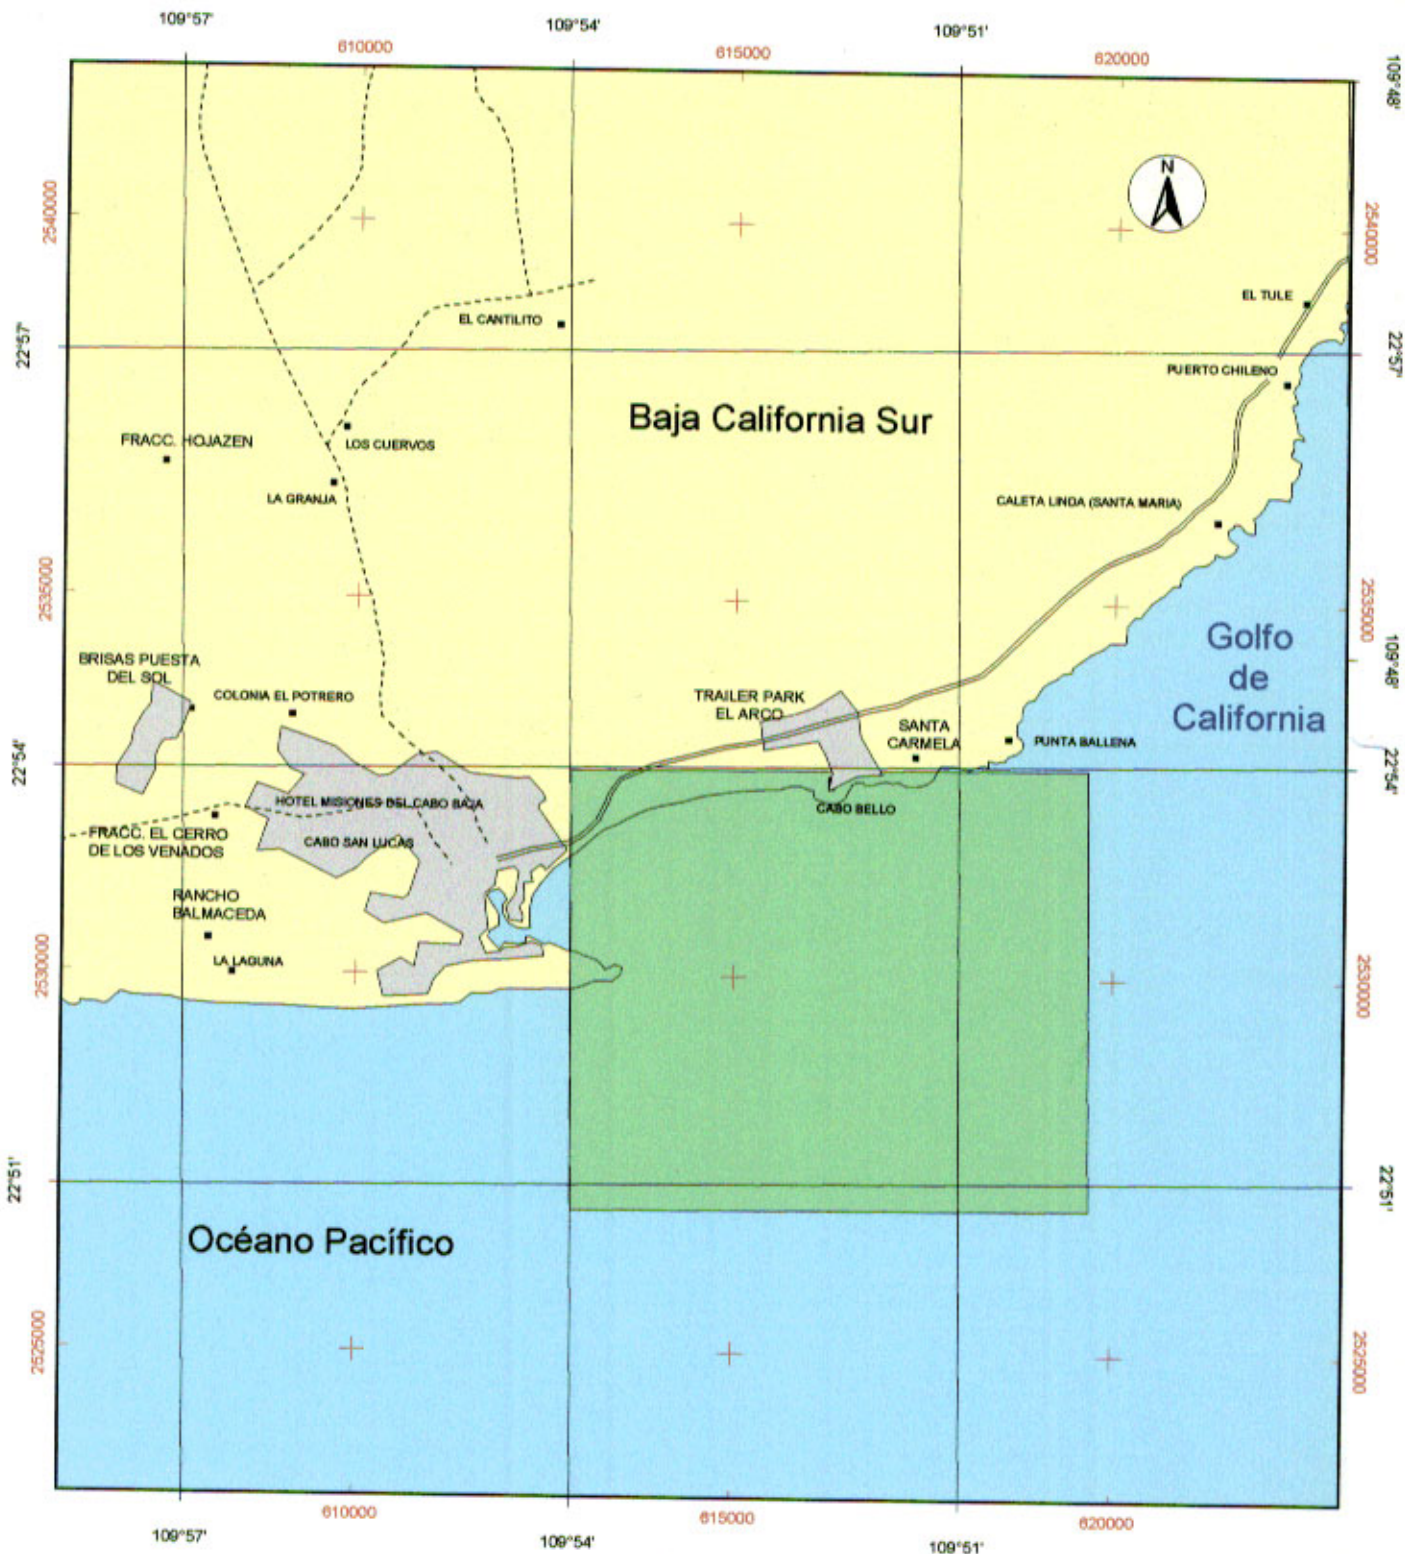 109°57'
109°54'
109°51'
610000
615000
620000
109°48'
N
2540000
2540000
EL TULE
EL CANTILITO
22°57'
22°57'
PUERTO CHILENO
Baja California Sur
FRACC. HOJAZEN
LOS CUERVOS
LA GRANJA
CALETA LINDA (SANTA MARIA)
2535000
2535000
Golfo
de
California
109°48'
BRISAS PUESTA
DEL SOL
COLONIA EL POTRERO
TRAILER PARK
EL ARCO
SANTA
CARMELA
PUNTA BALLENA
22°54'
22°54'
HOTEL MISIONES DEL CABO BAJA
CABO BELLO
FRACC. EL CERRO
DE LOS VENADOS
CABO SAN LUCAS
RANCHO
BALMACEDA
LA LAGUNA
2530000
2530000
22°51'
22°51'
Océano Pacífico
2525000
2525000
610000
615000
620000
109°57'
109°54'
109°51'